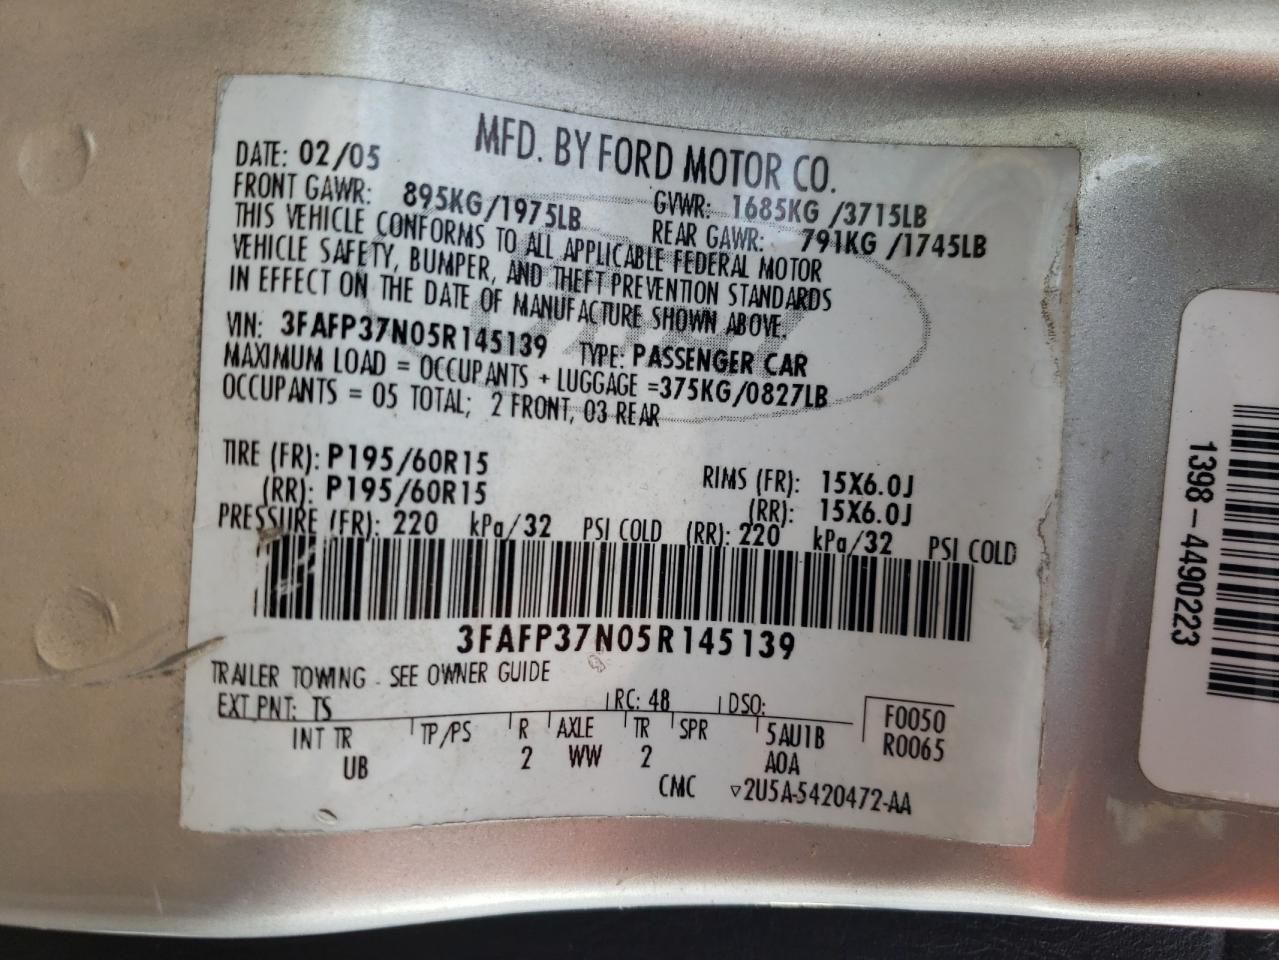 MFD. BY FORD MOTOR CO.
DATE: 02/05
FRONT GAWR: 895KG/1975LB
GVWR: 1685KG /3715LB
REAR GAWR: 791KG /1745LB
THIS VEHICLE CONFORMS TO ALL APPLICABLE FEDERAL MOTOR
VEHICLE SAFETY, BUMPER, AND THEFT PREVENTION STANDARDS
IN EFFECT ON THE DATE OF MANUFACTURE SHOWN ABOVE.
VIN: 3FAFP37N05R145139 TYPE: PASSENGER CAR
MAXIMUM LOAD = OCCUPANTS + LUGGAGE =375KG/0827LB
OCCUPANTS = 05 TOTAL; 2 FRONT, 03 REAR
TIRE (FR): P195/60R15 RIMS (FR): 15X6.0J
(RR): P195/60R15 (RR): 15X6.0J
PRESSURE (FR): 220 kPa/32 PSI COLD (RR): 220 kPa/32 PSI COLD
3FAFP37N05R145139
TRAILER TOWING - SEE OWNER GUIDE
EXT PNT: TS RC: 48 DSO: F0050
INT TR TP/PS R AXLE TR SPR 5AU1B R0065
UB 2 WW 2 A0A
CMC ▽2U5A-5420472-AA
1398-4490223